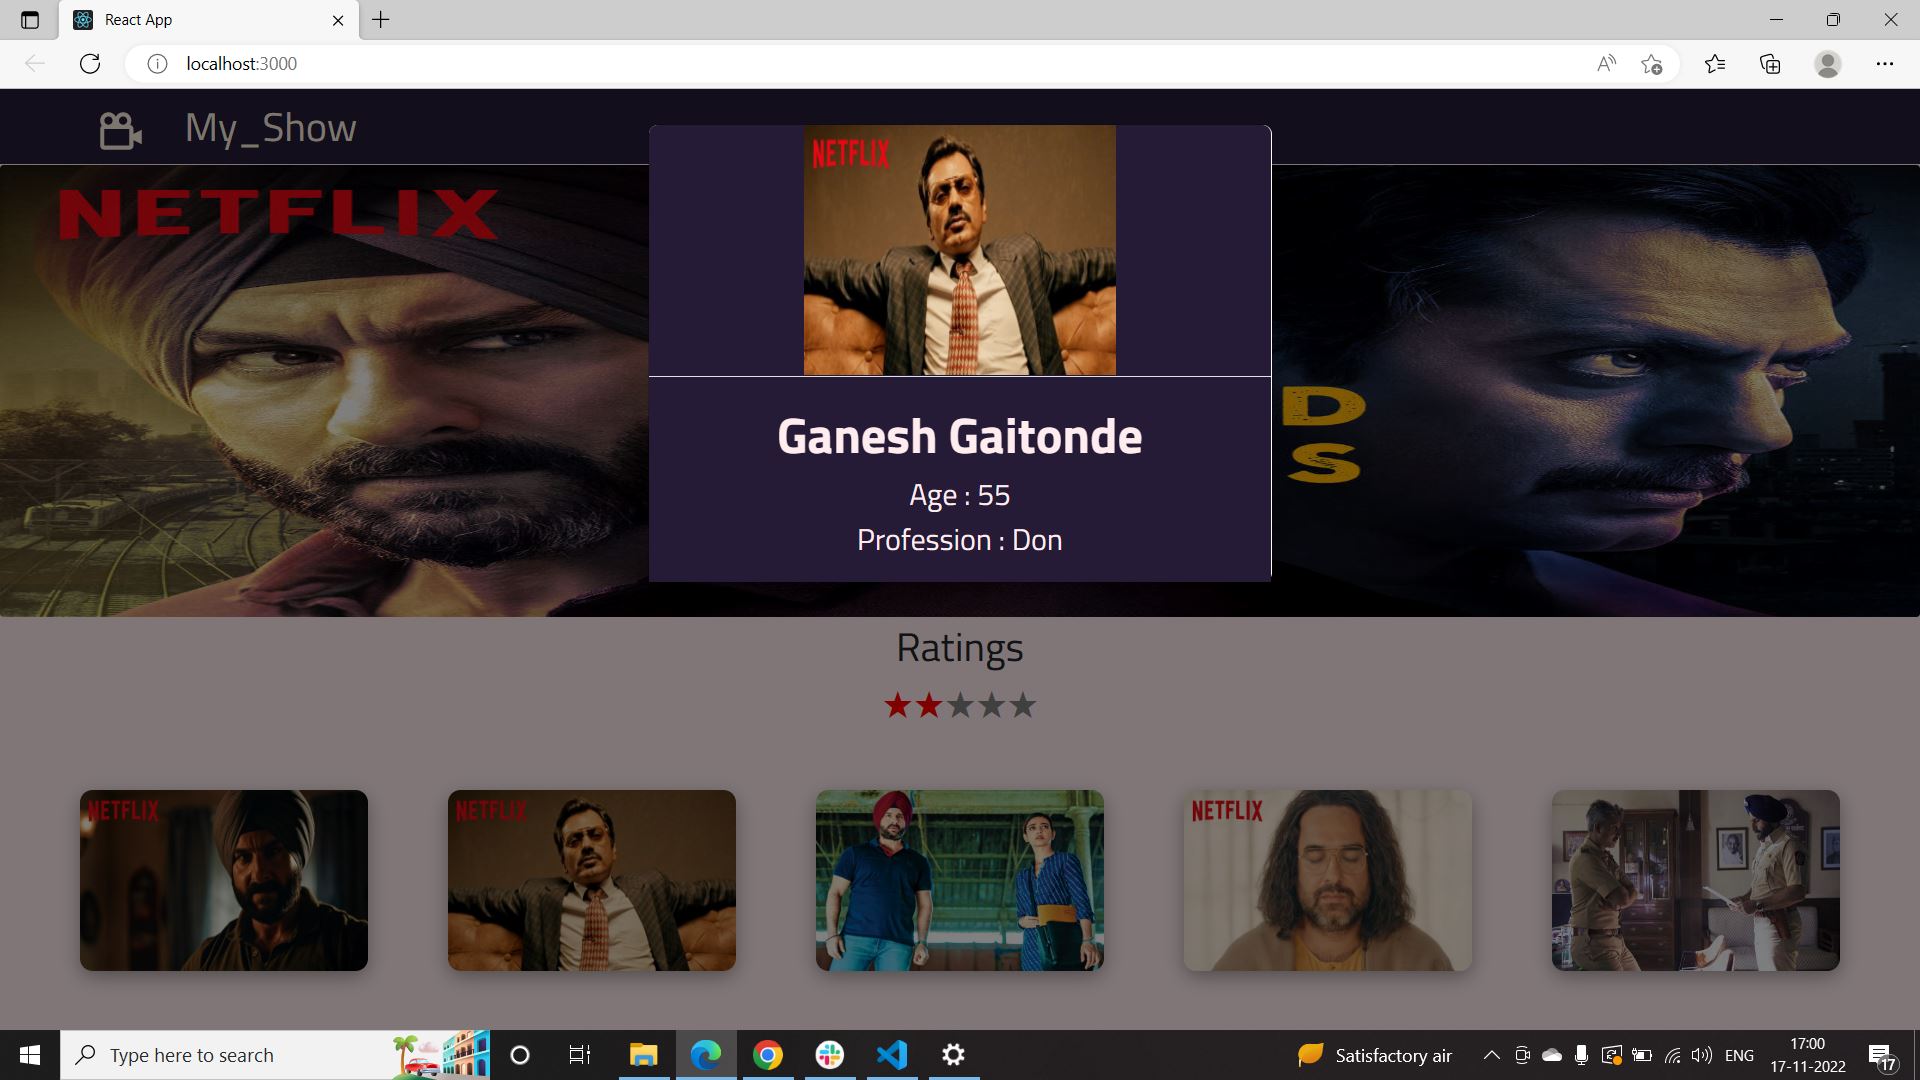 React App
localhost:3000
My_Show
NETFLIX
NETFLIX
D
S
Ganesh Gaitonde
Age : 55
Profession : Don
Ratings
NETFLIX
NETFLIX
NETFLIX
Type here to search
Satisfactory air
ENG
17:00
17-11-2022
17